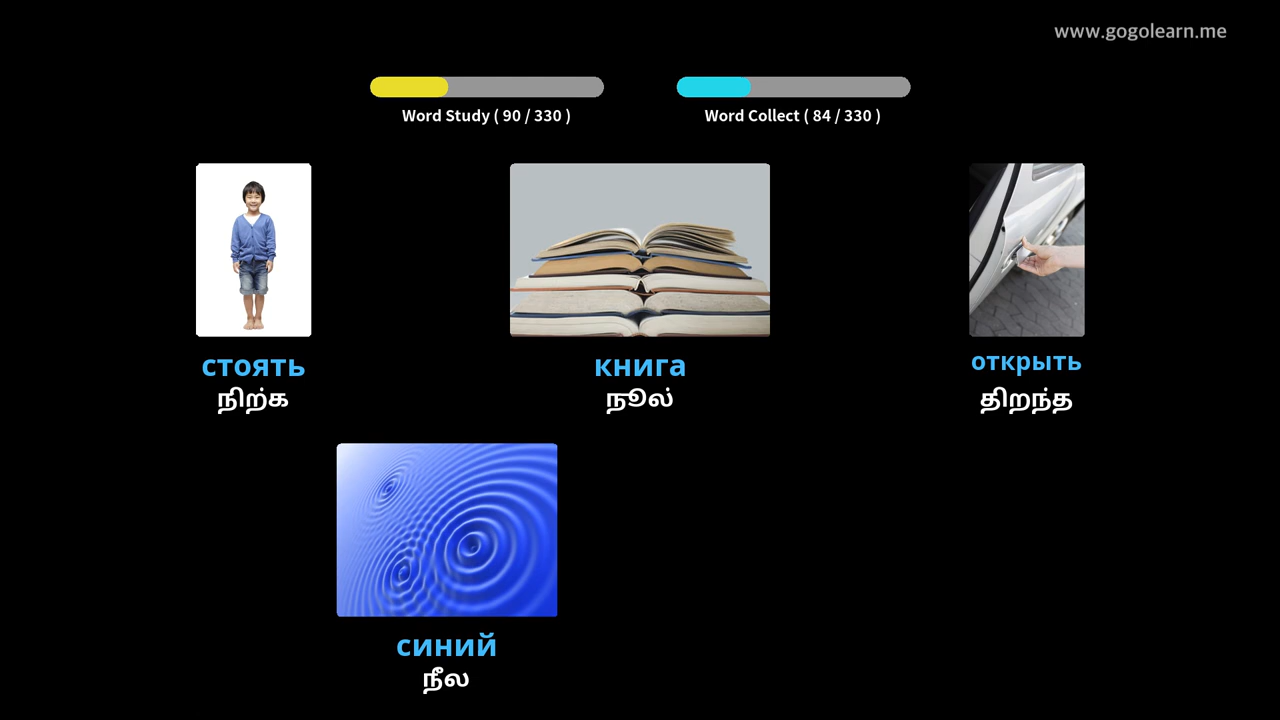 www.gogolearn.me
Word Study ( 90 / 330 )
Word Collect ( 84 / 330 )
стоять
நிற்க
книга
நூல்
открыть
திறந்த
синий
நீல